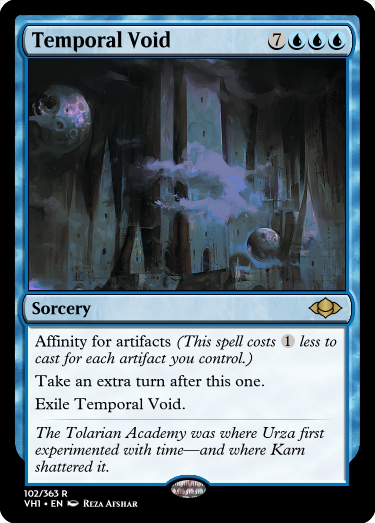 Temporal Void 7
Sorcery
Affinity for artifacts (This spell costs 1 less to
cast for each artifact you control.)
Take an extra turn after this one.
Exile Temporal Void.
The Tolarian Academy was where Urza first
experimented with time—and where Karn
shattered it.
102/363 R
VH1 • EN Reza Afshar